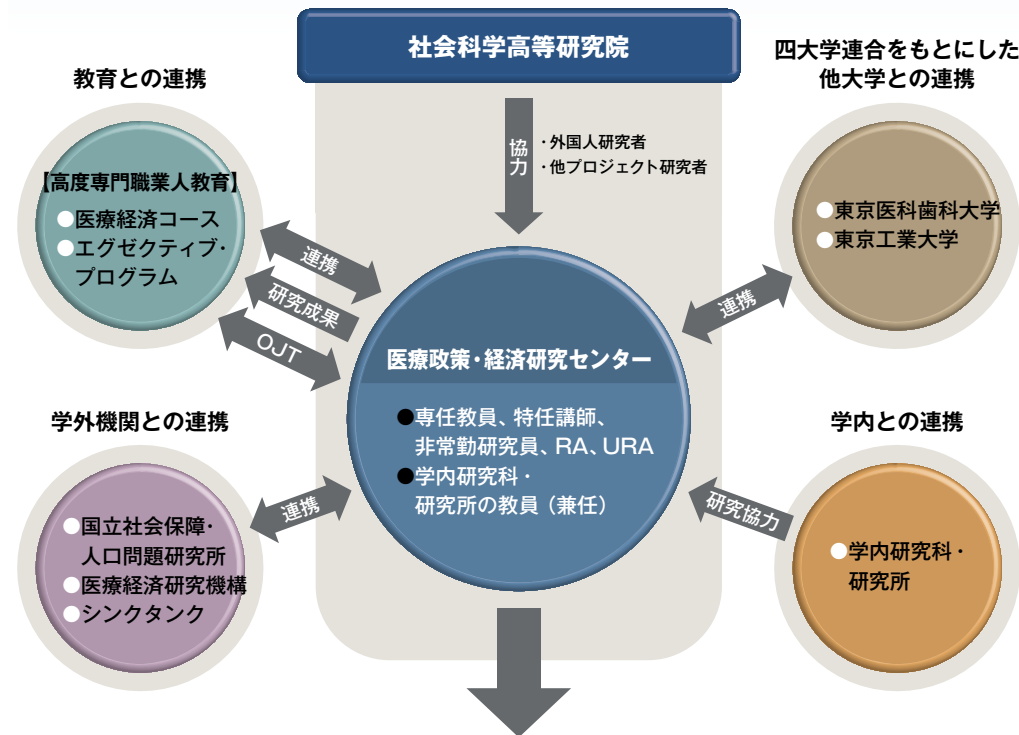 社会科学高等研究院
教育との連携
四大学連合をもとにした
他大学との連携
協力
・外国人研究者
・他プロジェクト研究者
【高度専門職業人教育】
●医療経済コース
●エグゼクティブ・
プログラム
●東京医科歯科大学
●東京工業大学
連携
研究成果
OJT
連携
医療政策・経済研究センター
●専任教員、特任講師、
非常勤研究員、RA、URA
●学内研究科・
研究所の教員（兼任）
学外機関との連携
学内との連携
連携
研究協力
●国立社会保障・
人口問題研究所
●医療経済研究機構
●シンクタンク
●学内研究科・
研究所